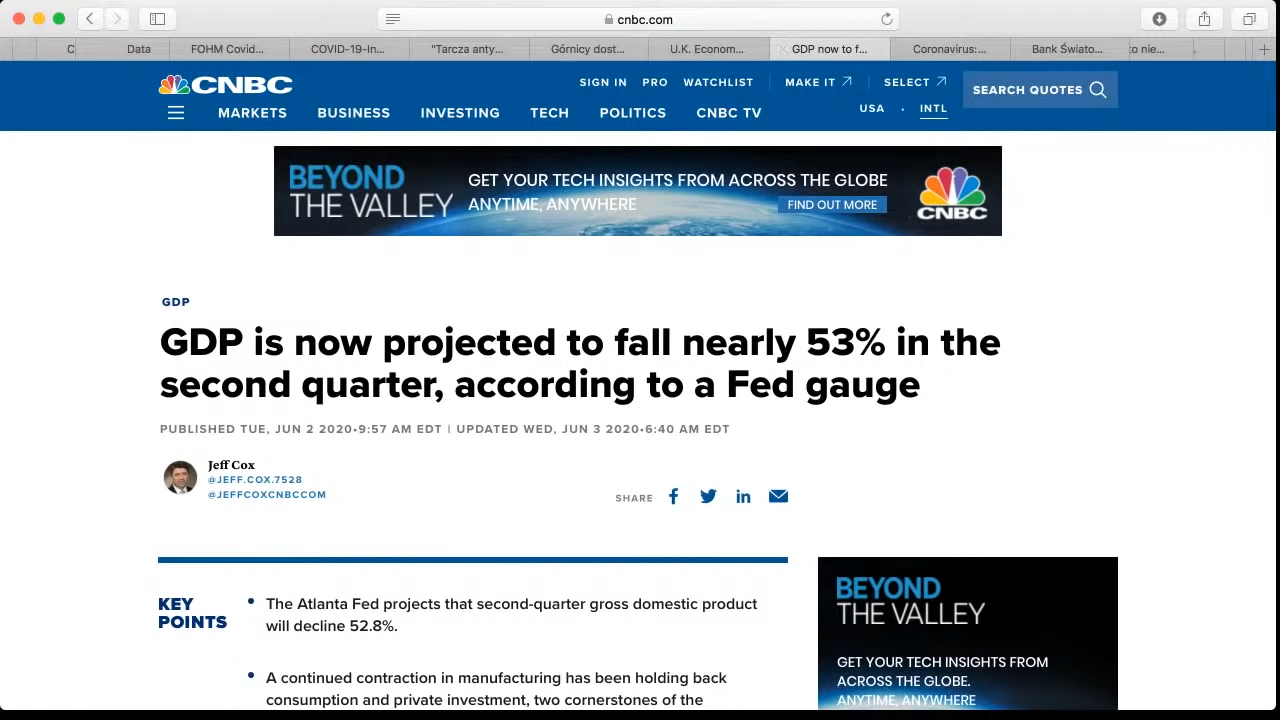 cnbc.com
C
Data
FOHM Covid...
COVID-19-In...
"Tarcza anty...
Górnicy dost...
U.K. Econom...
GDP now to f...
Coronavirus:...
Bank Świato...
to nie...
CNBC
SIGN IN PRO WATCHLIST MAKE IT SELECT
SEARCH QUOTES
USA · INTL
MARKETS BUSINESS INVESTING TECH POLITICS CNBC TV
BEYOND
THE VALLEY
GET YOUR TECH INSIGHTS FROM ACROSS THE GLOBE
ANYTIME, ANYWHERE
FIND OUT MORE
CNBC
GDP
GDP is now projected to fall nearly 53% in the
second quarter, according to a Fed gauge
PUBLISHED TUE, JUN 2 2020•9:57 AM EDT | UPDATED WED, JUN 3 2020•6:40 AM EDT
Jeff Cox
@JEFF.COX.7528
@JEFFCOXCNBCCOM
SHARE
KEY
POINTS
• The Atlanta Fed projects that second-quarter gross domestic product
will decline 52.8%.
• A continued contraction in manufacturing has been holding back
consumption and private investment, two cornerstones of the
BEYOND
THE VALLEY
GET YOUR TECH INSIGHTS FROM
ACROSS THE GLOBE.
ANYTIME, ANYWHERE